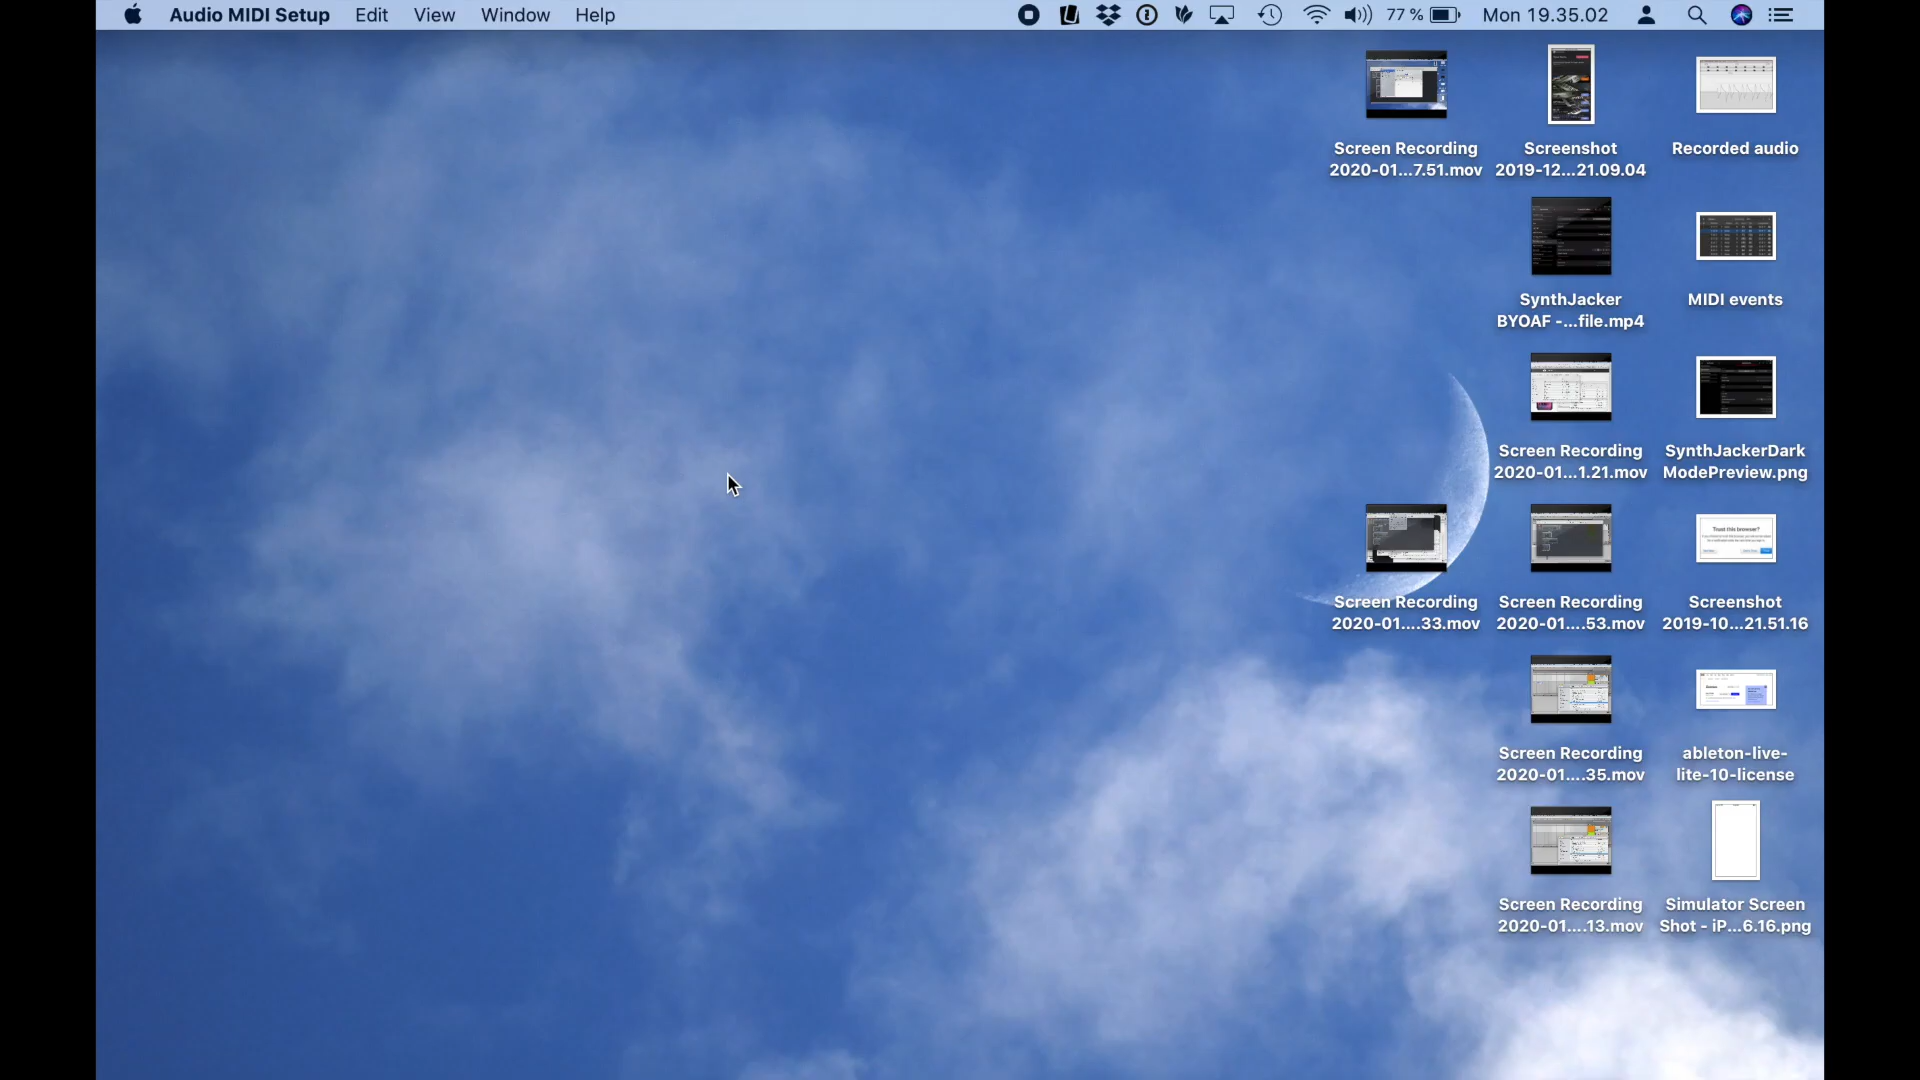 Audio MIDI Setup Edit View Window Help 77 % Mon 19.35.02
Screen Recording
2020-01...7.51.mov
Screenshot
2019-12...21.09.04
Recorded audio
SynthJacker
BYOAF -...file.mp4
MIDI events
Screen Recording
2020-01...1.21.mov
SynthJackerDark
ModePreview.png
Screen Recording
2020-01....33.mov
Screen Recording
2020-01....53.mov
Trust this browser?
Screenshot
2019-10...21.51.16
Screen Recording
2020-01....35.mov
ableton-live-
lite-10-license
Screen Recording
2020-01....13.mov
Simulator Screen
Shot - iP...6.16.png